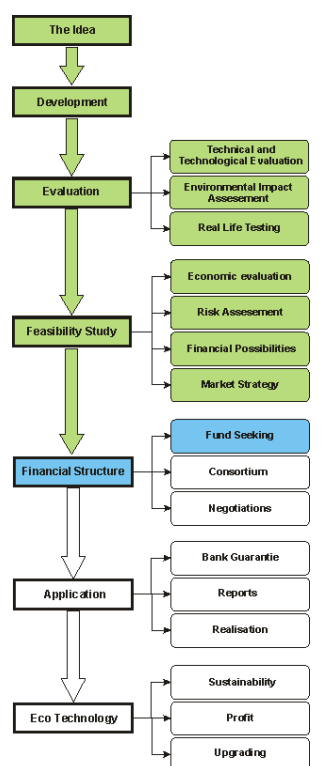 The Idea
Development
Evaluation
Technical and
Technological Evaluation
Environmental Impact
Assesment
Real Life Testing
Feasibility Study
Economic evaluation
Risk Assement
Financial Possibilities
Market Strategy
Financial Structure
Fund Seeking
Consortium
Negotiations
Application
Bank Guarantie
Reports
Realisation
Eco Technology
Sustainability
Profit
Upgrading